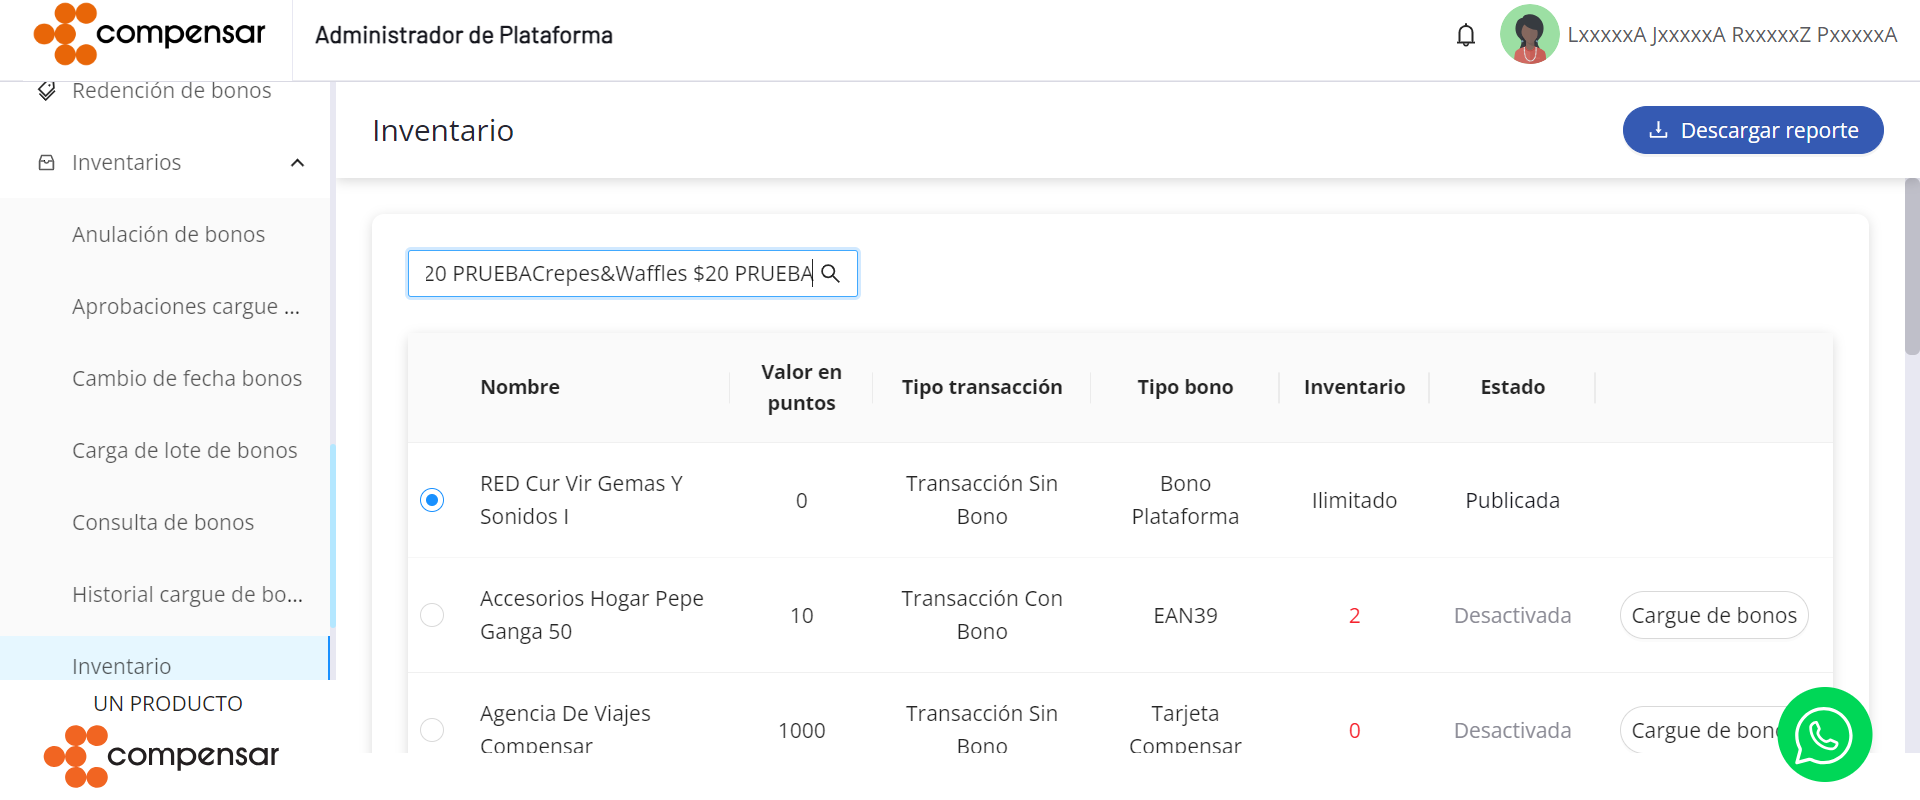 compensar
Administrador de Plataforma
LxxxxxA JxxxxxA RxxxxxZ PxxxxxA
Redención de bonos
Inventarios
Anulación de bonos
Aprobaciones cargue ...
Cambio de fecha bonos
Carga de lote de bonos
Consulta de bonos
Historial cargue de bo...
Inventario
UN PRODUCTO
compensar
Inventario
Descargar reporte
20 PRUEBACrepes&Waffles $20 PRUEBA
Nombre
Valor en
puntos
Tipo transacción
Tipo bono
Inventario
Estado
RED Cur Vir Gemas Y
Sonidos I
0
Transacción Sin
Bono
Bono
Plataforma
Ilimitado
Publicada
Accesorios Hogar Pepe
Ganga 50
10
Transacción Con
Bono
EAN39
2
Desactivada
Cargue de bonos
Agencia De Viajes
Compensar
1000
Transacción Sin
Bono
Tarjeta
Compensar
0
Desactivada
Cargue de bon